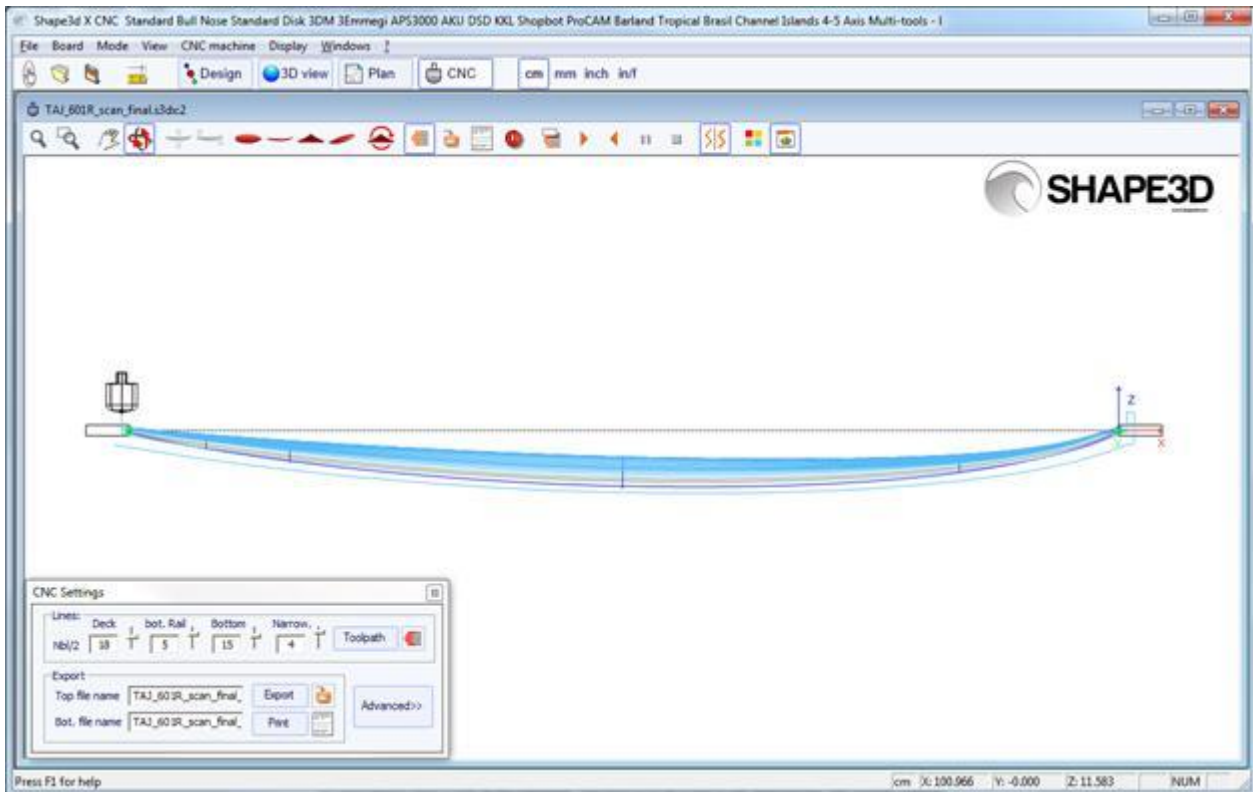 Shape3d X CNC Standard Bull Nose Standard Disk 3DM 3Emmegi APS3000 AKU DSD KKL Shopbot ProCAM Barland Tropical Brasil Channel Islands 4-5 Axis Multi-tools - I
File Board Mode View CNC machine Display Windows ?
Design 3D view Plan CNC cm mm inch in/f
TAJ_601R_scan_final.s3dxc2
SHAPE3D
Z
X
CNC Settings
Lines:
Deck bot. Rail Bottom Narrow.
Nbl/2 18 5 15 4 Toolpath
Export
Top file name TAJ_601R_scan_final_ Export
Advanced>>
Bot. file name TAJ_601R_scan_final_ Print
Press F1 for help cm X: 100.966 Y: -0.000 Z: 11.583 NUM